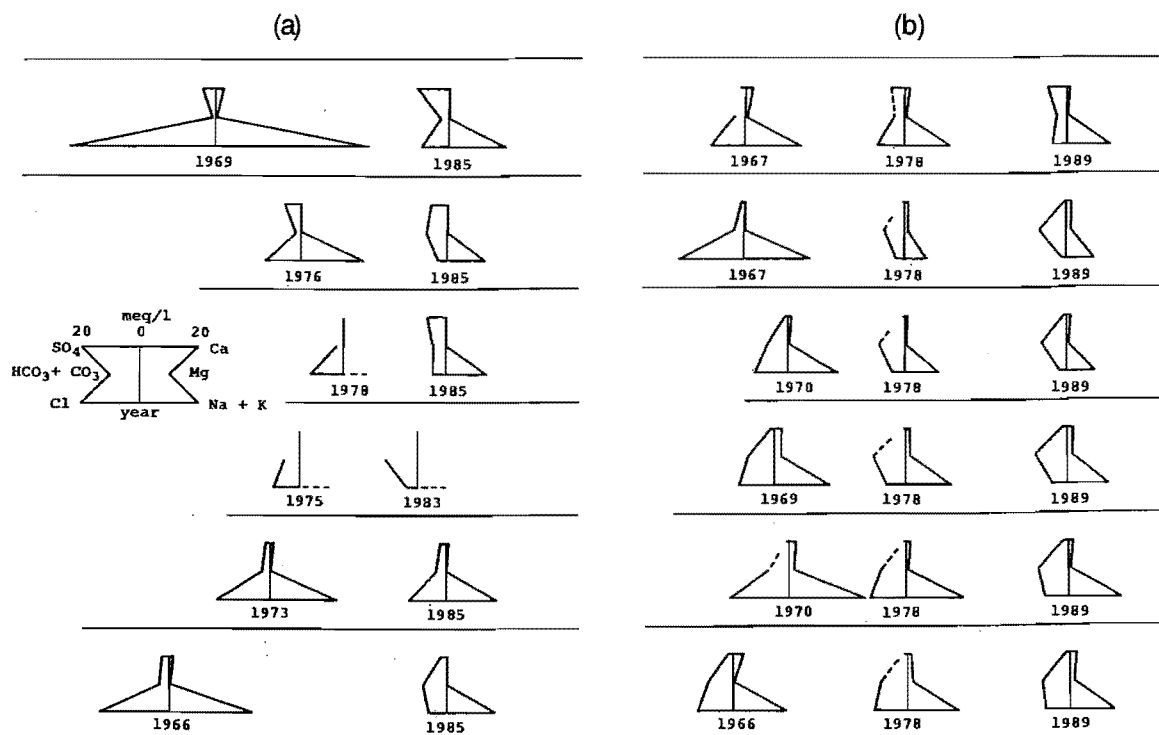 (a) (b)
1969 1985 1967 1978 1989
1976 1985 1967 1978 1989
meq/l
20 0 20
SO₄ Ca
HCO₃+ CO₃ Mg
Cl Na + K
year
1978 1985 1970 1978 1989
1975 1983 1969 1978 1989
1973 1985 1970 1978 1989
1966 1985 1966 1978 1989